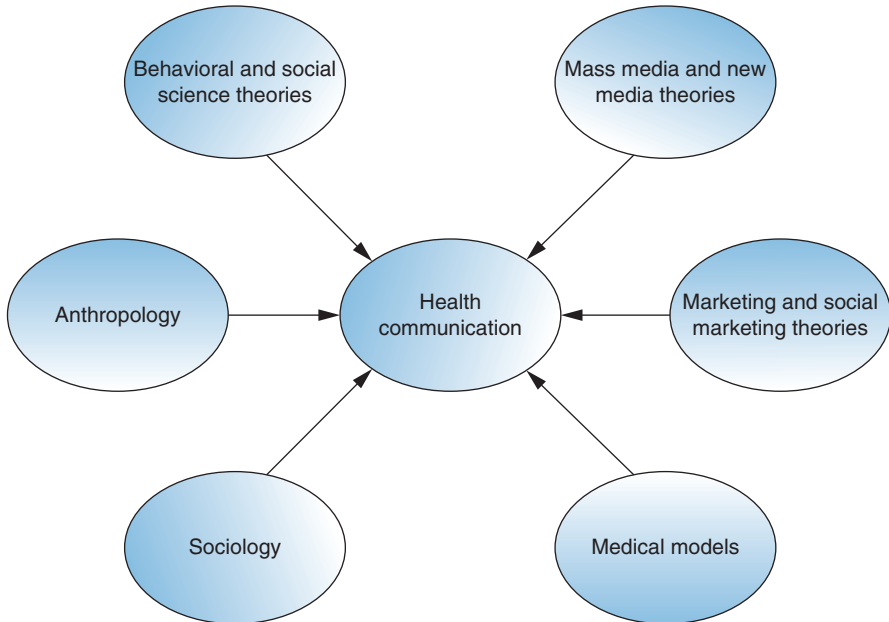 Behavioral and social
science theories
Mass media and new
media theories
Anthropology
Health
communication
Marketing and social
marketing theories
Sociology
Medical models